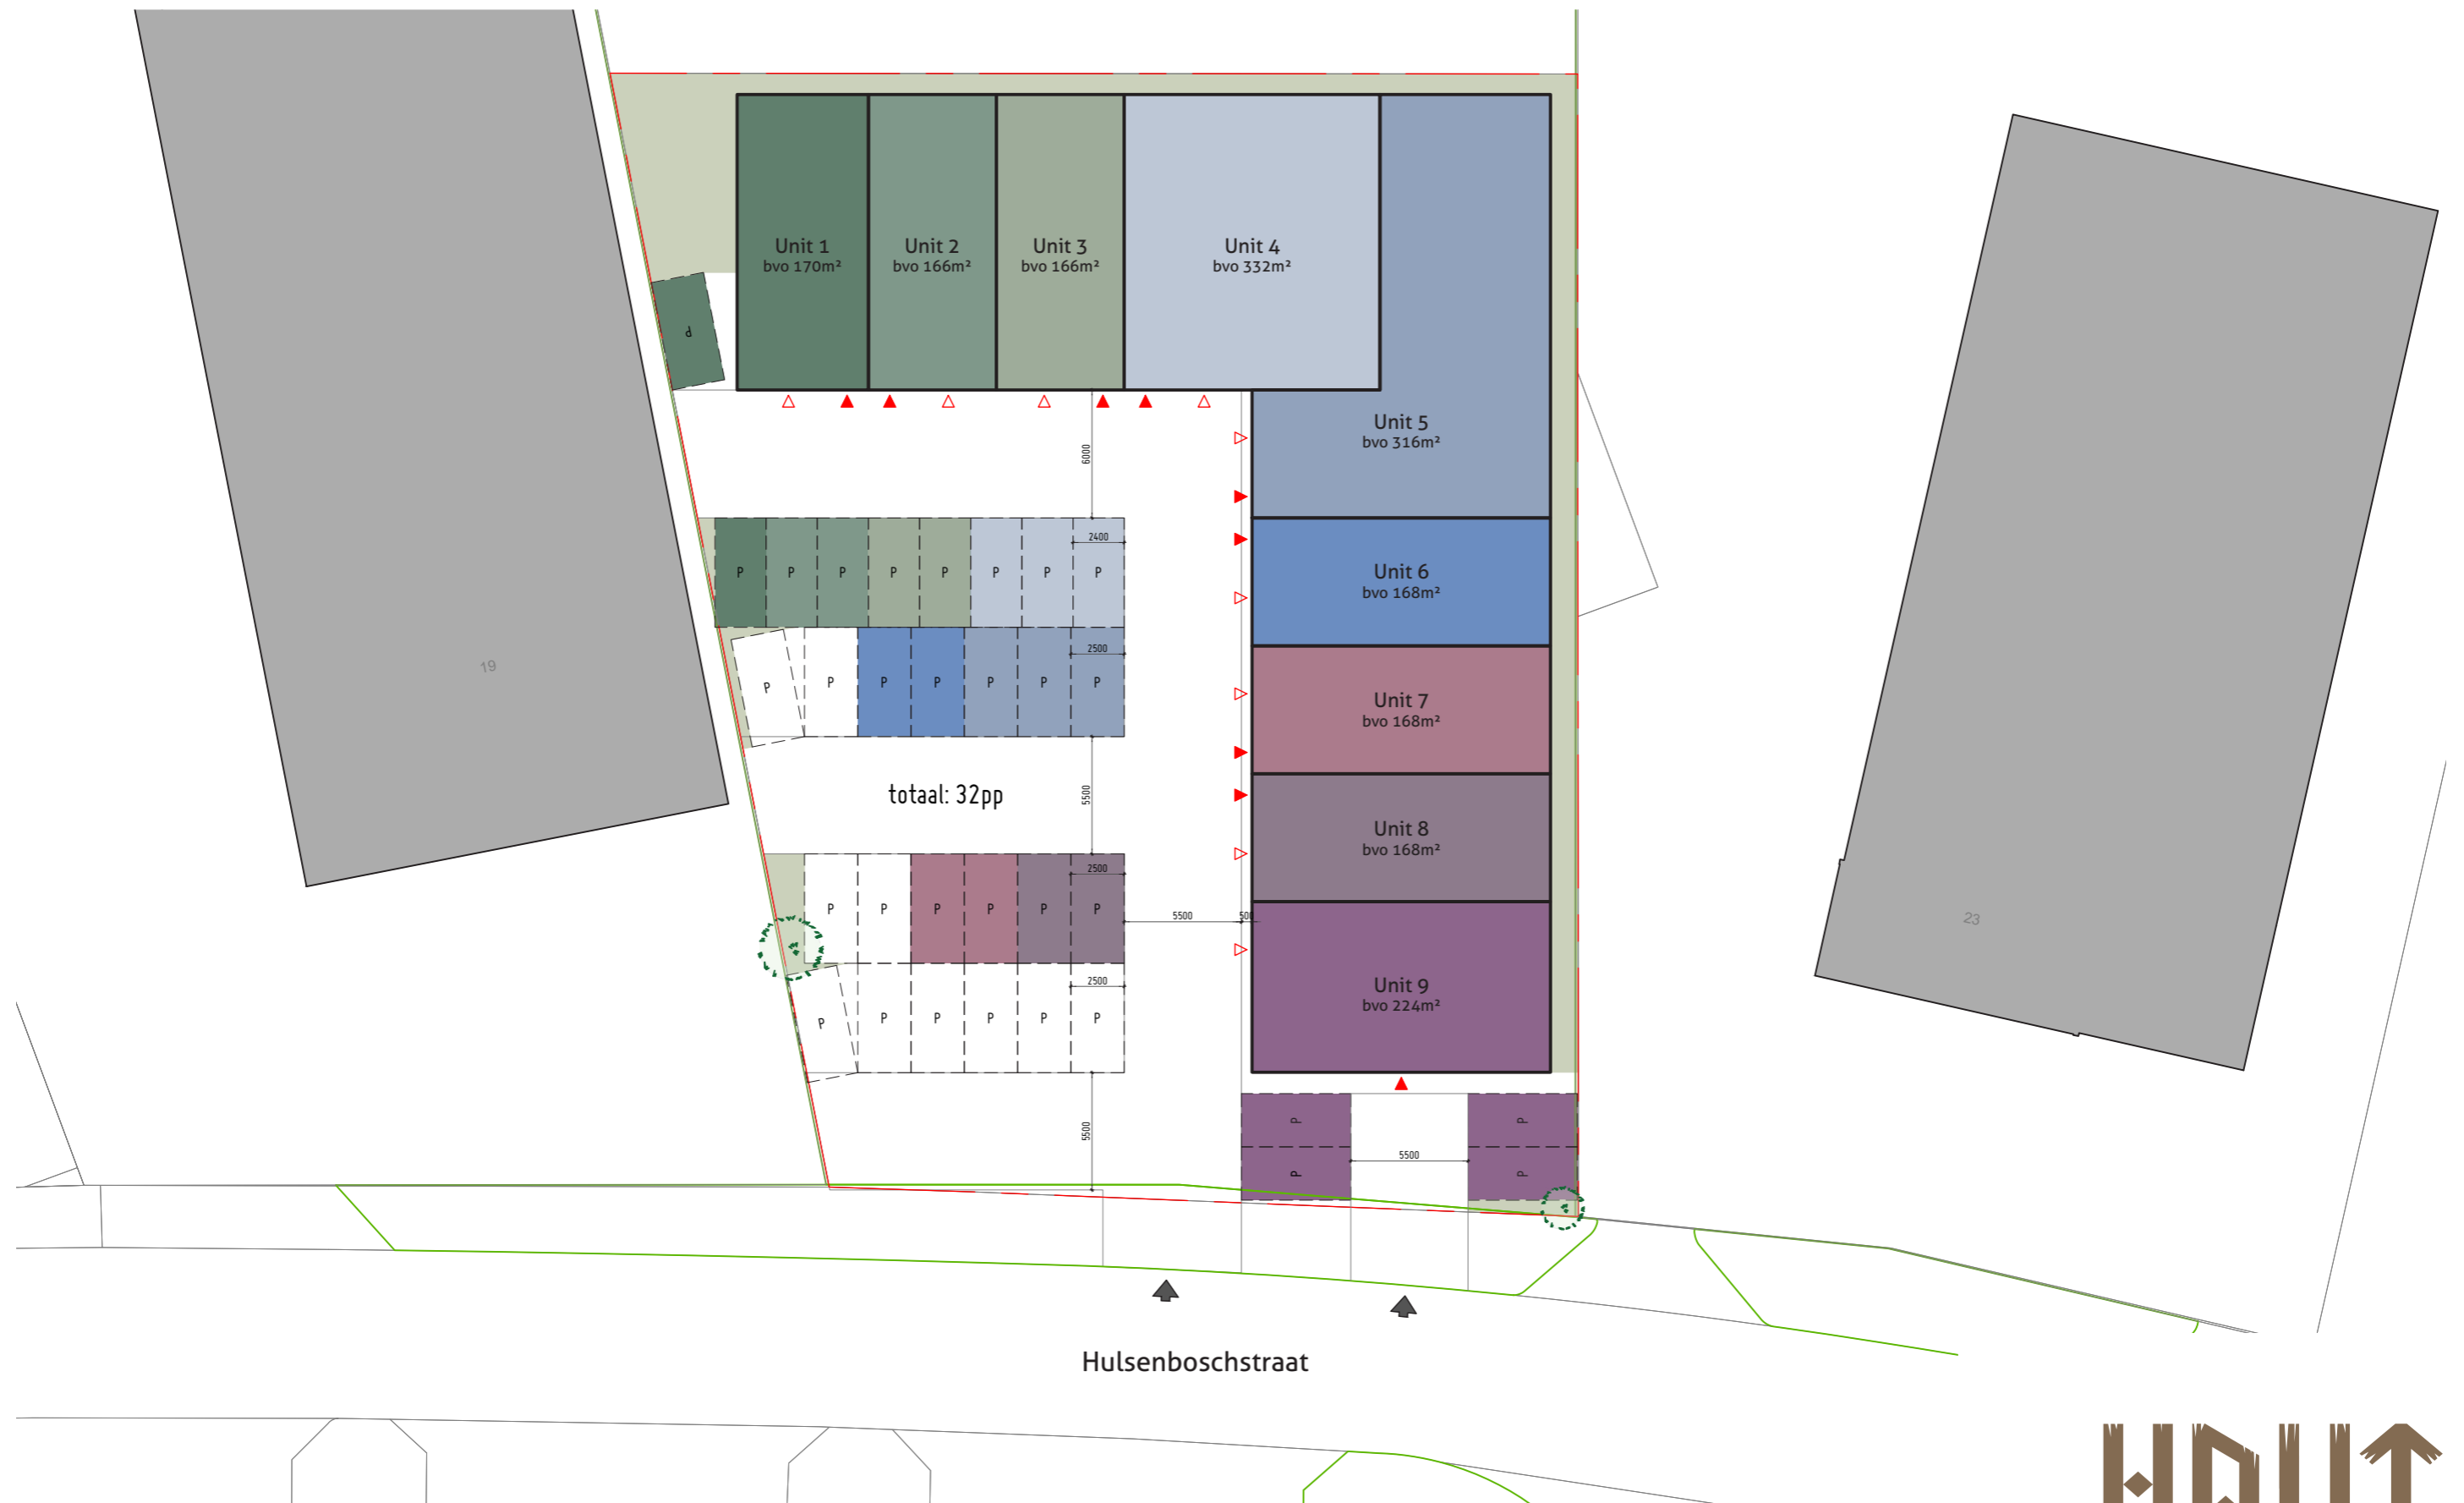 Unit 1
bvo 170m²
Unit 2
bvo 166m²
Unit 3
bvo 166m²
Unit 4
bvo 332m²
P
6000
Unit 5
bvo 316m²
2400
P P P P P P P P
Unit 6
bvo 168m²
2500
P P P P P P P
19
Unit 7
bvo 168m²
totaal: 32pp
5500
Unit 8
bvo 168m²
2500
P P P P P P
5500
500
23
2500
P P P P P P
Unit 9
bvo 224m²
5500
P P
5500
P P
Hulsenboschstraat